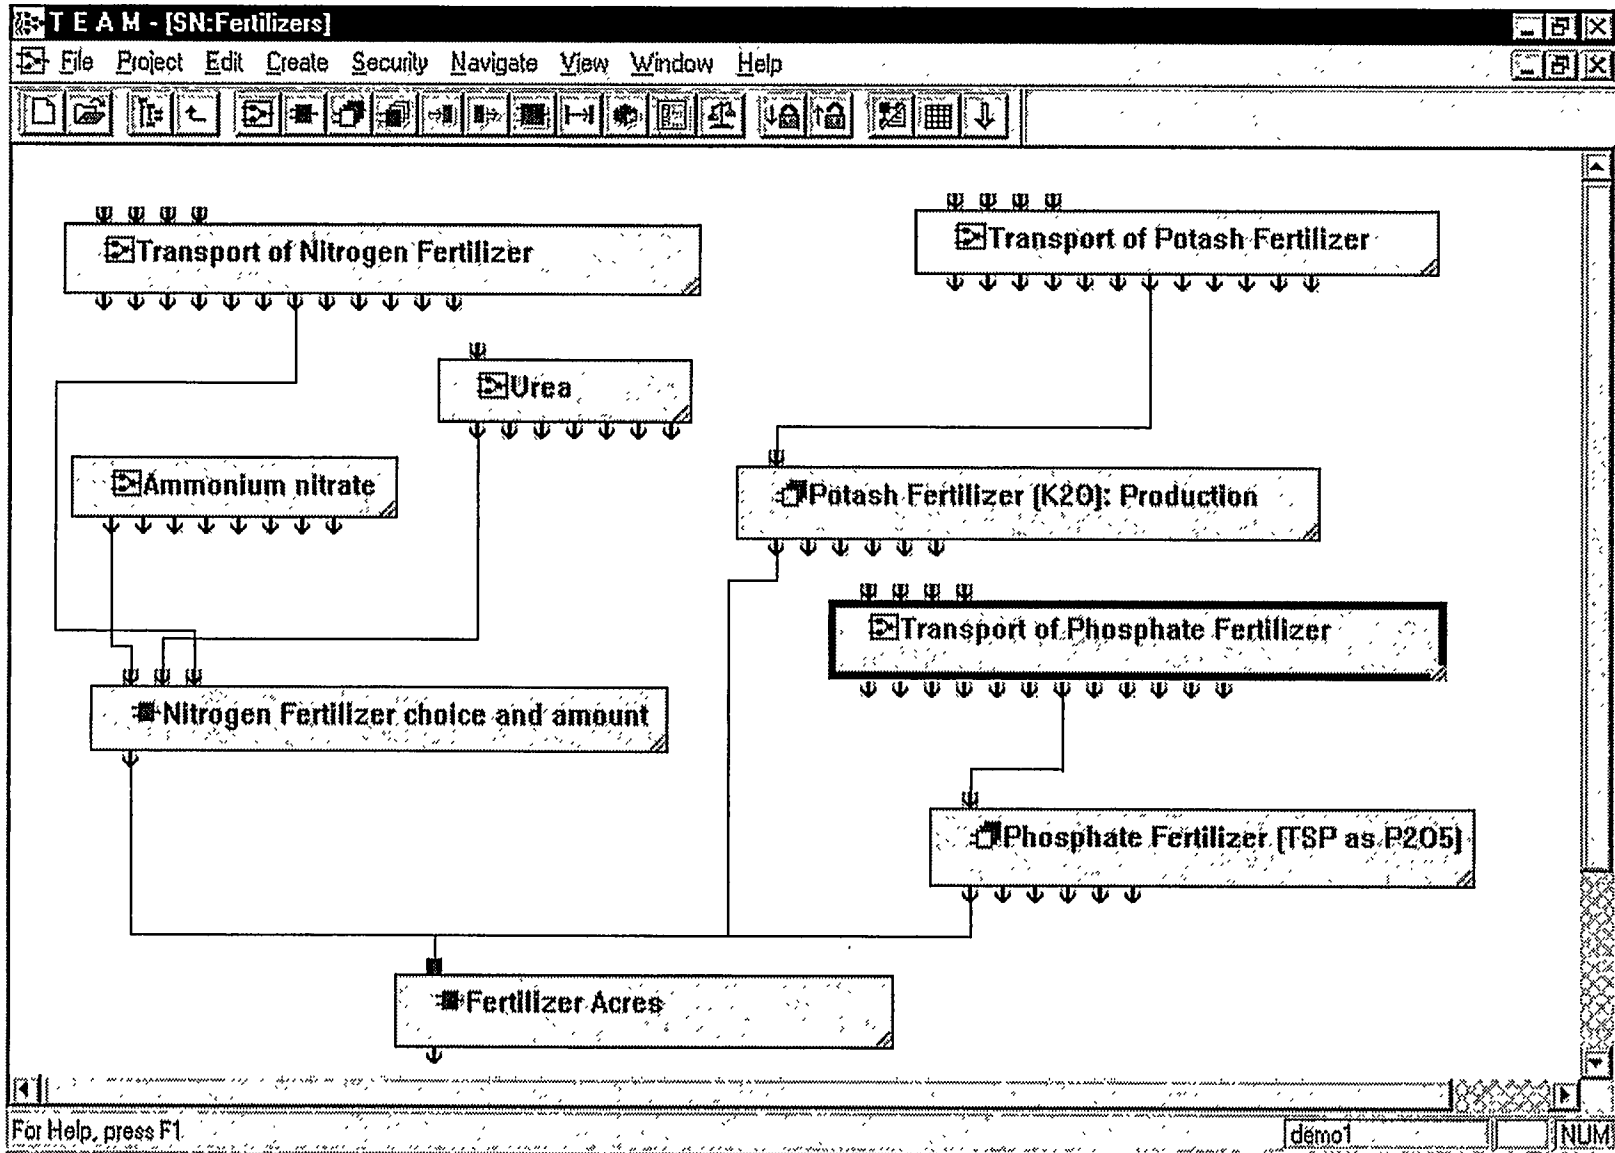 T E A M - [SN:Fertilizers]
File Project Edit Create Security Navigate View Window Help
Transport of Nitrogen Fertilizer
Transport of Potash Fertilizer
Urea
Ammonium nitrate
Potash Fertilizer (K2O): Production
Transport of Phosphate Fertilizer
Nitrogen Fertilizer choice and amount
Phosphate Fertilizer (TSP as P2O5)
Fertilizer Acres
For Help, press F1
demo1
NUM